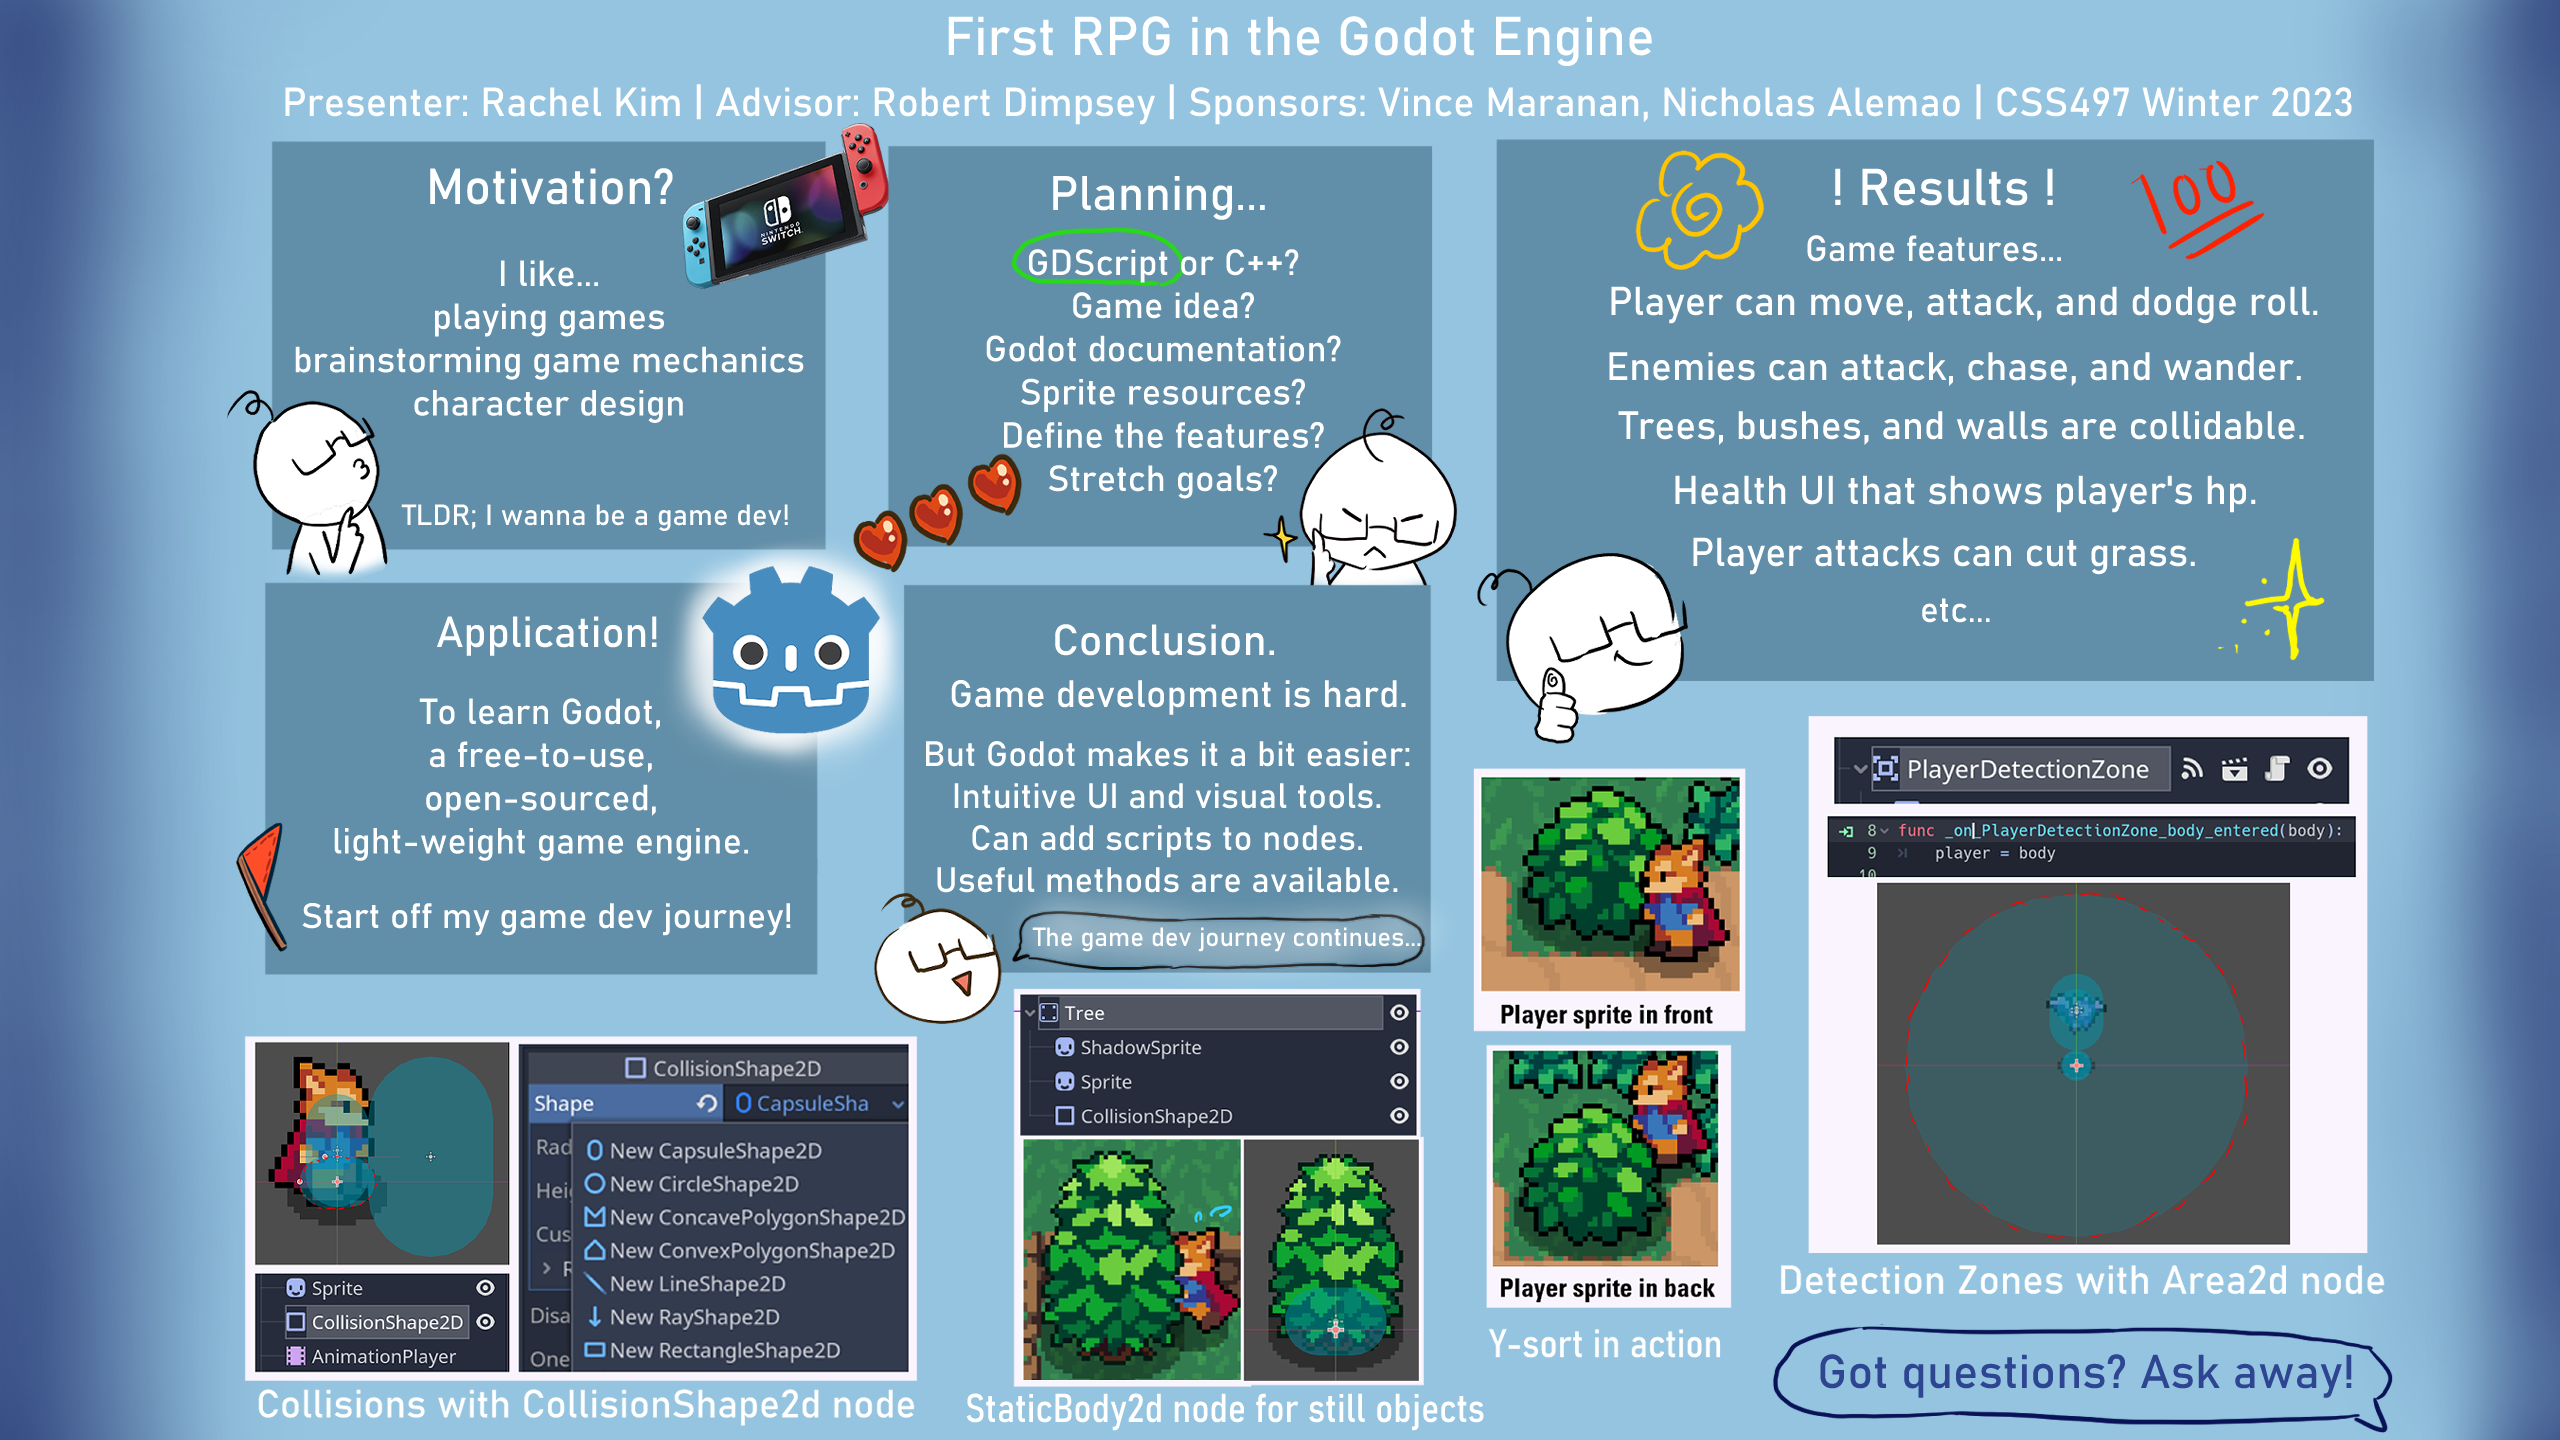 First RPG in the Godot Engine
Presenter: Rachel Kim | Advisor: Robert Dimpsey | Sponsors: Vince Maranan, Nicholas Alemao | CSS497 Winter 2023
Motivation?
NINTENDO
SWITCH
I like...
playing games
brainstorming game mechanics
character design
TLDR; I wanna be a game dev!
Planning...
GDScript or C++?
Game idea?
Godot documentation?
Sprite resources?
Define the features?
Stretch goals?
! Results !
100
Game features...
Player can move, attack, and dodge roll.
Enemies can attack, chase, and wander.
Trees, bushes, and walls are collidable.
Health UI that shows player's hp.
Player attacks can cut grass.
etc...
Application!
To learn Godot,
a free-to-use,
open-sourced,
light-weight game engine.
Start off my game dev journey!
Conclusion.
Game development is hard.
But Godot makes it a bit easier:
Intuitive UI and visual tools.
Can add scripts to nodes.
Useful methods are available.
The game dev journey continues...
Sprite
CollisionShape2D
AnimationPlayer
CollisionShape2D
Shape
CapsuleSha
Rad
New CapsuleShape2D
New CircleShape2D
Hei
New ConcavePolygonShape2D
Cus
New ConvexPolygonShape2D
New LineShape2D
Disa
New RayShape2D
One
New RectangleShape2D
Collisions with CollisionShape2d node
Tree
ShadowSprite
Sprite
CollisionShape2D
StaticBody2d node for still objects
Player sprite in front
Player sprite in back
Y-sort in action
PlayerDetectionZone
8 func _on_PlayerDetectionZone_body_entered(body):
9 player = body
10
Detection Zones with Area2d node
Got questions? Ask away!